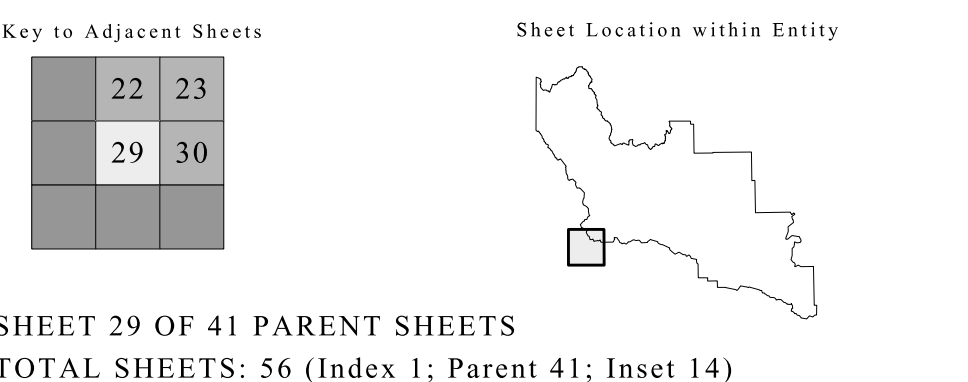 Key to Adjacent Sheets
Sheet Location within Entity
22 23
29 30
SHEET 29 OF 41 PARENT SHEETS
TOTAL SHEETS: 56 (Index 1; Parent 41; Inset 14)